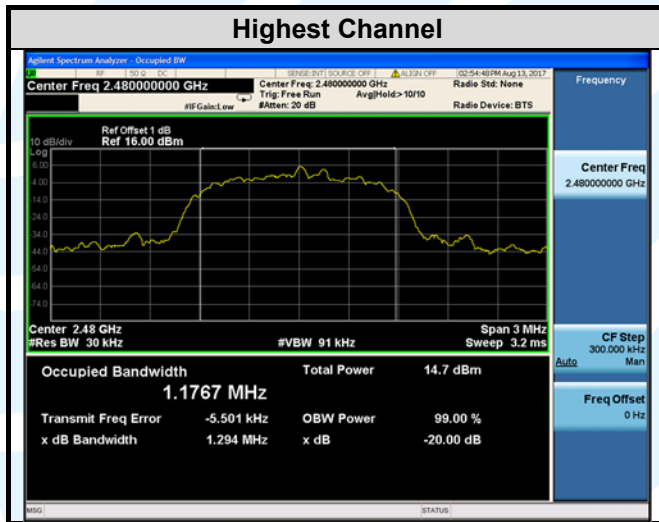 Highest Channel
Agilent Spectrum Analyzer - Occupied BW
RF 50 Ω DC SENSE:INT SOURCE OFF ALIGN OFF 02:54:48 PM Aug 13, 2017
Center Freq 2.480000000 GHz Center Freq: 2.480000000 GHz Radio Std: None
Trig: Free Run Avg|Hold:> 10/10
#IFGain:Low #Atten: 20 dB Radio Device: BTS
Frequency
Ref Offset 1 dB
10 dB/div Ref 16.00 dBm
Log
6.00
-4.00
-14.0
-24.0
-34.0
-44.0
-54.0
-64.0
-74.0
Center Freq
2.480000000 GHz
Center 2.48 GHz Span 3 MHz
#Res BW 30 kHz #VBW 91 kHz Sweep 3.2 ms
CF Step
300.000 kHz
Auto Man
Occupied Bandwidth Total Power 14.7 dBm
1.1767 MHz
Transmit Freq Error -5.501 kHz OBW Power 99.00 %
x dB Bandwidth 1.294 MHz x dB -20.00 dB
Freq Offset
0 Hz
MSG STATUS